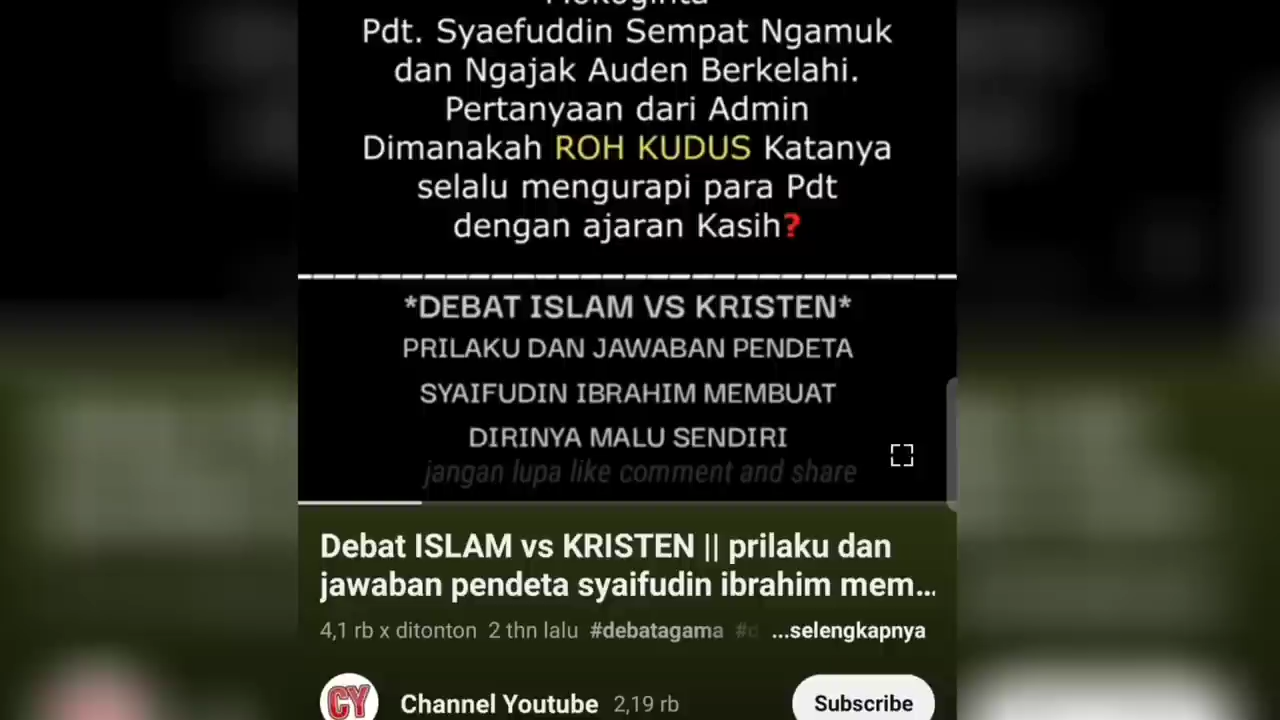 Pdt. Syaefuddin Sempat Ngamuk
dan Ngajak Auden Berkelahi.
Pertanyaan dari Admin
Dimanakah ROH KUDUS Katanya
selalu mengurapi para Pdt
dengan ajaran Kasih?
*DEBAT ISLAM VS KRISTEN*
PRILAKU DAN JAWABAN PENDETA
SYAIFUDIN IBRAHIM MEMBUAT
DIRINYA MALU SENDIRI
jangan lupa like comment and share
Debat ISLAM vs KRISTEN || prilaku dan
jawaban pendeta syaifudin ibrahim mem...
4,1 rb x ditonton 2 thn lalu #debatagama ...selengkapnya
CY Channel Youtube 2,19 rb Subscribe